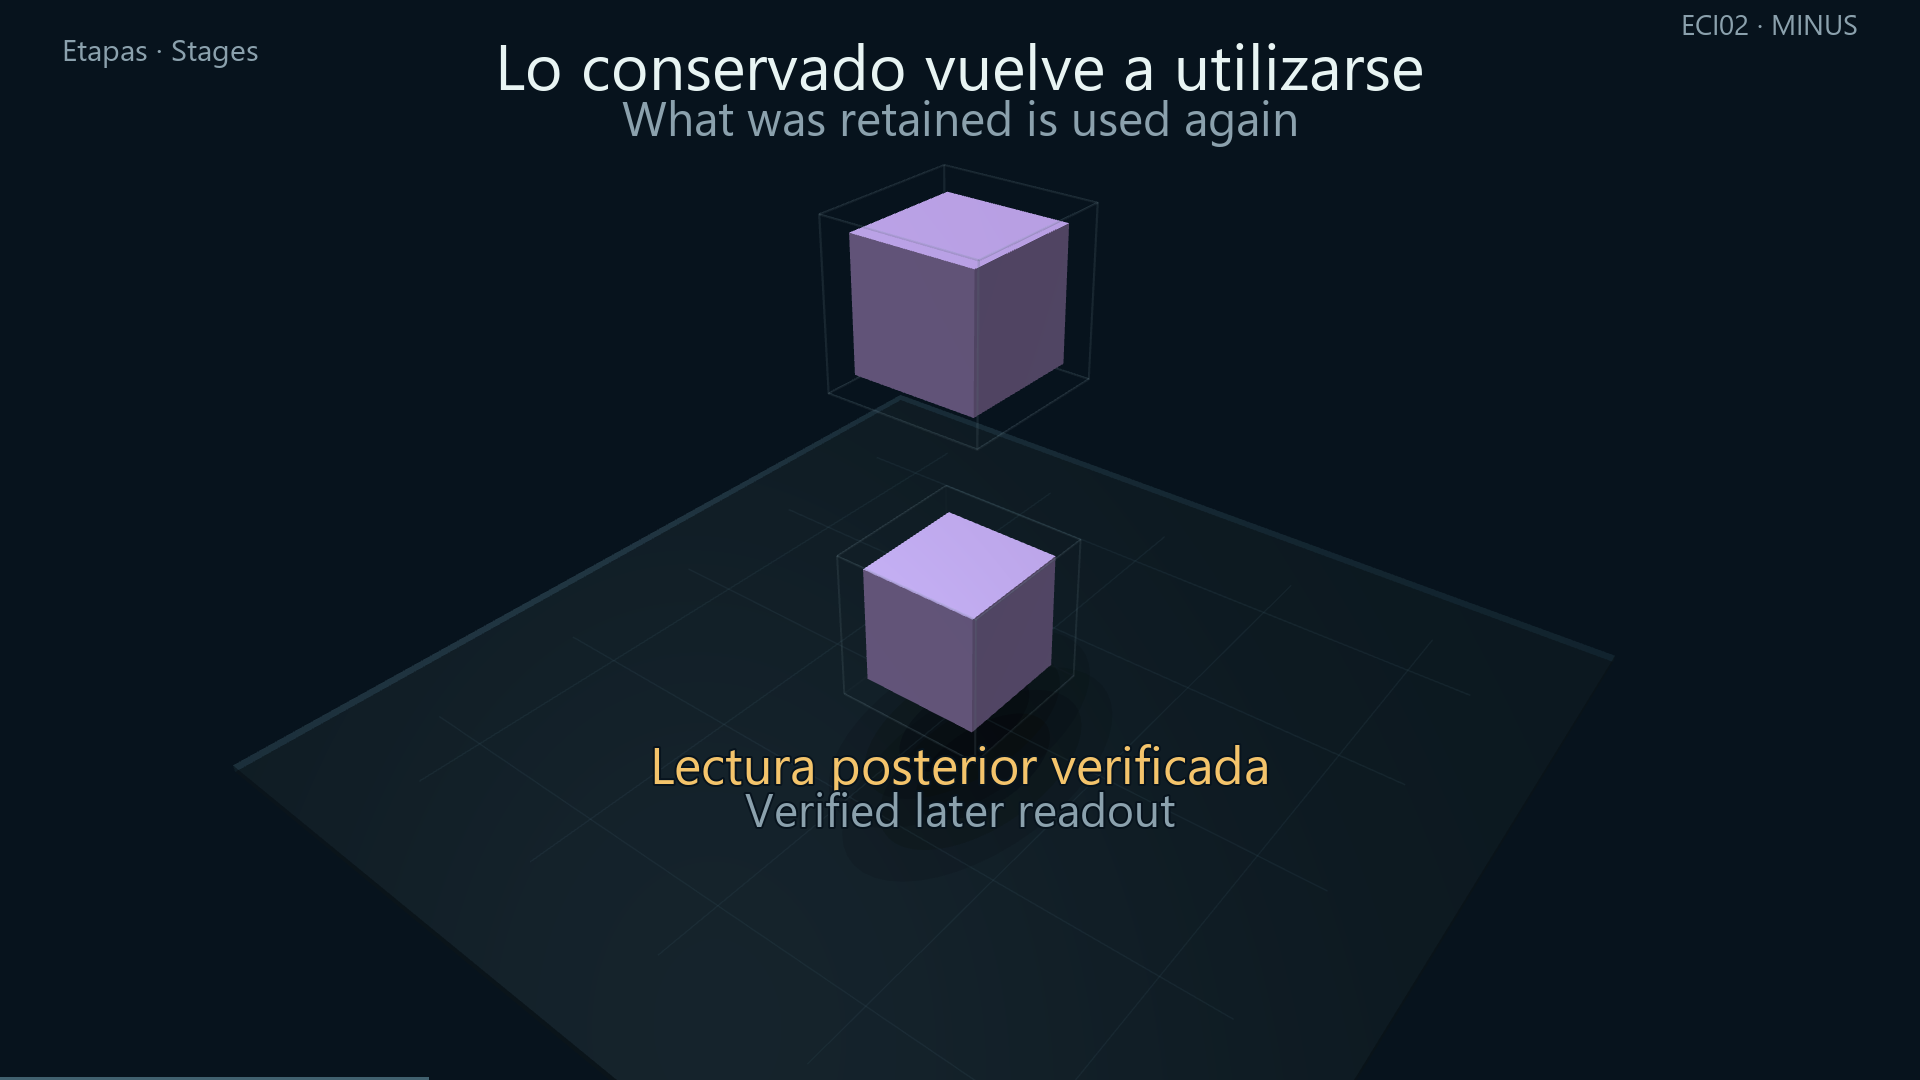 Etapas · Stages
ECI02 · MINUS
Lo conservado vuelve a utilizarse
What was retained is used again
Lectura posterior verificada
Verified later readout